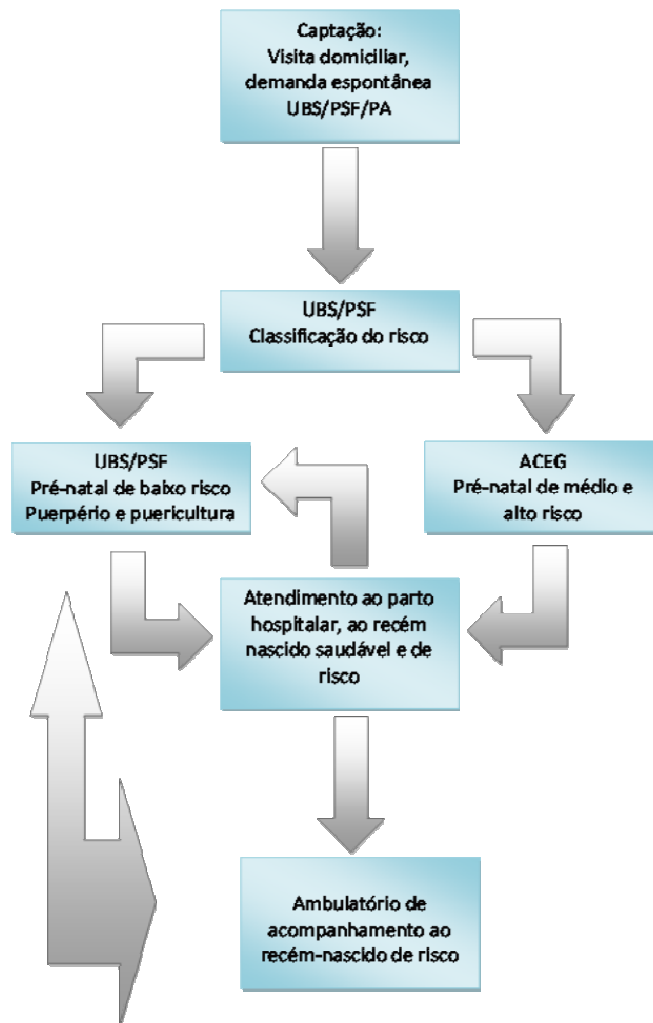 Captação:
Visita domiciliar,
demanda espontânea
UBS/PSF/PA
UBS/PSF
Classificação do risco
UBS/PSF
Pré-natal de baixo risco
Puerpério e puericultura
ACEG
Pré-natal de médio e
alto risco
Atendimento ao parto
hospitalar, ao recém
nascido saudável e de
risco
Ambulatório de
acompanhamento ao
recém-nascido de risco